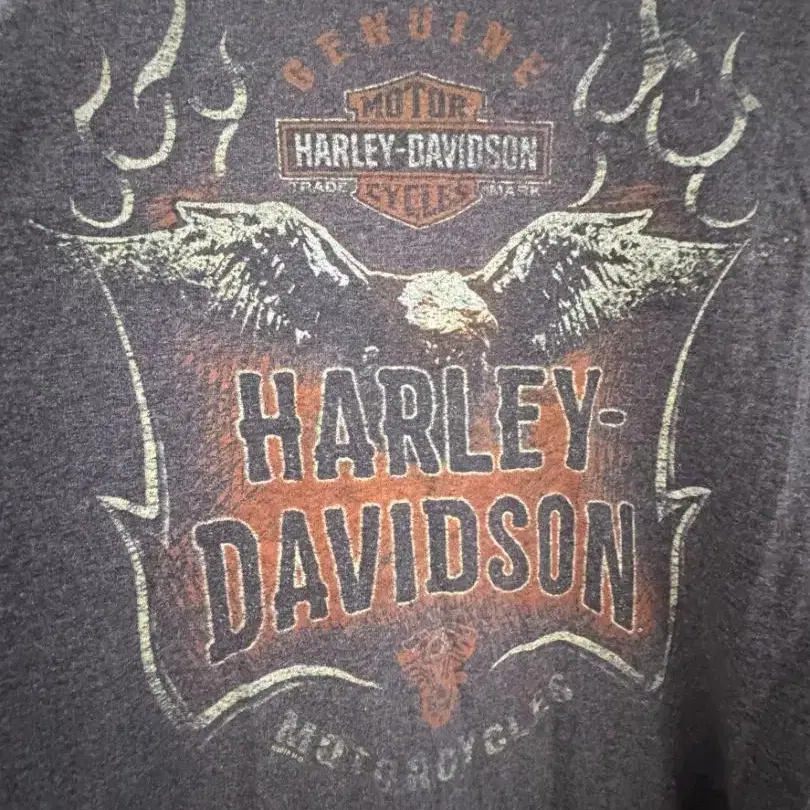 GENUINE
MOTOR
HARLEY-DAVIDSON
TRADE MARK
CYCLES
HARLEY-
DAVIDSON
MOTORCYCLES